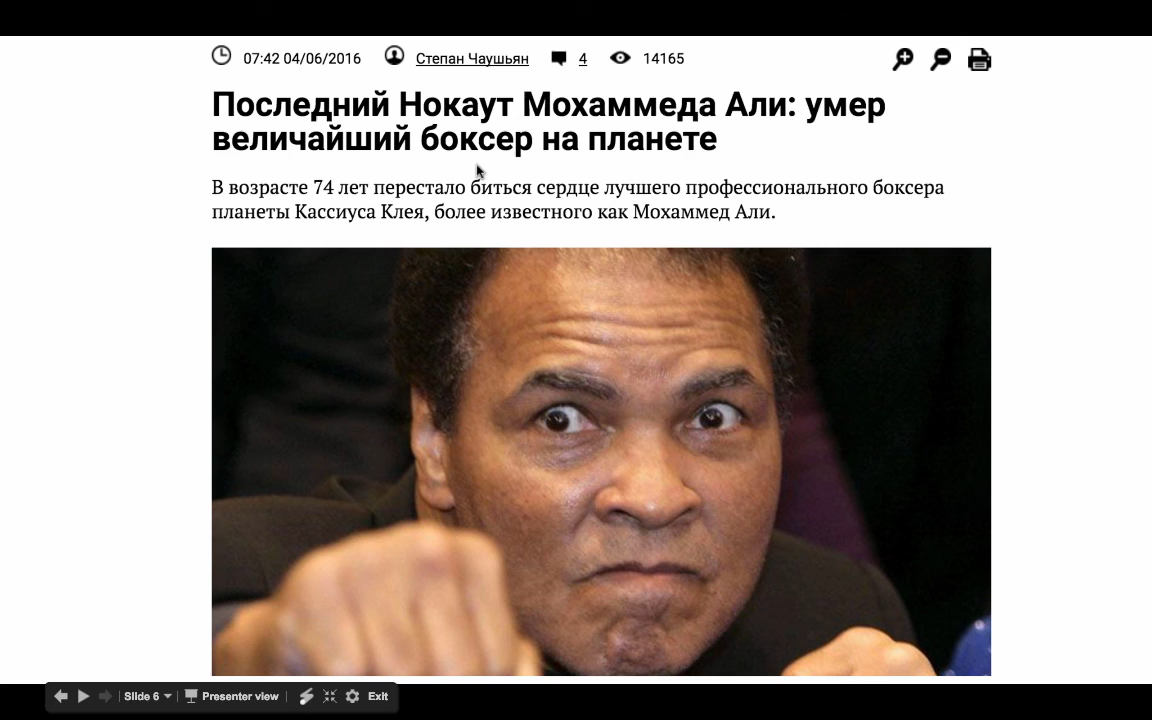 07:42 04/06/2016 Степан Чаушьян 4 14165
Последний Нокаут Мохаммеда Али: умер
величайший боксер на планете
В возрасте 74 лет перестало биться сердце лучшего профессионального боксера
планеты Кассиуса Клея, более известного как Мохаммед Али.
Slide 6 Presenter view Exit